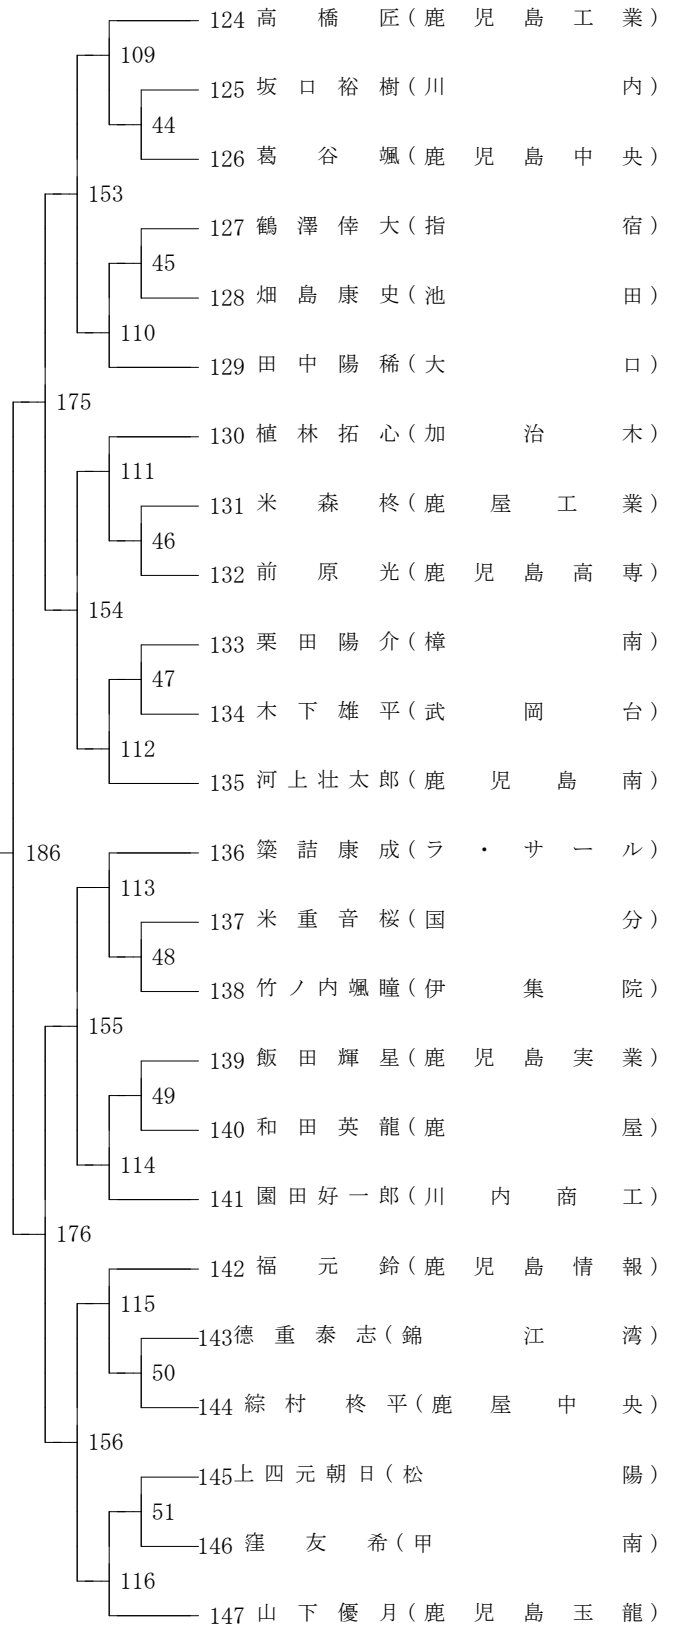 124 高橋匠(鹿児島工業)
109
125 坂口裕樹(川内)
44
126 葛谷颯(鹿児島中央)
153
127 鶴澤倖大(指宿)
45
128 畑島康史(池田)
110
129 田中陽稀(大口)
175
130 植林拓心(加治木)
111
131 米森柊(鹿屋工業)
46
132 前原光(鹿児島高専)
154
133 栗田陽介(樟南)
47
134 木下雄平(武岡台)
112
135 河上壮太郎(鹿児島南)
186
136 築詰康成(ラ・サール)
113
137 米重音桜(国分)
48
138 竹ノ内颯瞳(伊集院)
155
139 飯田輝星(鹿児島実業)
49
140 和田英龍(鹿屋)
114
141 園田好一郎(川内商工)
176
142 福元鈴(鹿児島情報)
115
143 德重泰志(錦江湾)
50
144 綜村柊平(鹿屋中央)
156
145 上四元朝日(松陽)
51
146 窪友希(甲南)
116
147 山下優月(鹿児島玉龍)